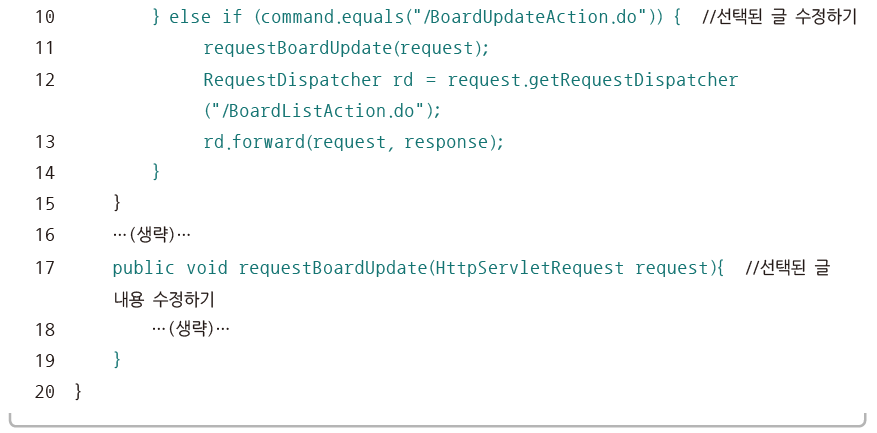 10 } else if (command.equals("/BoardUpdateAction.do")) { //선택된 글 수정하기
11 requestBoardUpdate(request);
12 RequestDispatcher rd = request.getRequestDispatcher
("/BoardListAction.do");
13 rd.forward(request, response);
14 }
15 }
16 …(생략)…
17 public void requestBoardUpdate(HttpServletRequest request){ //선택된 글
내용 수정하기
18 …(생략)…
19 }
20 }